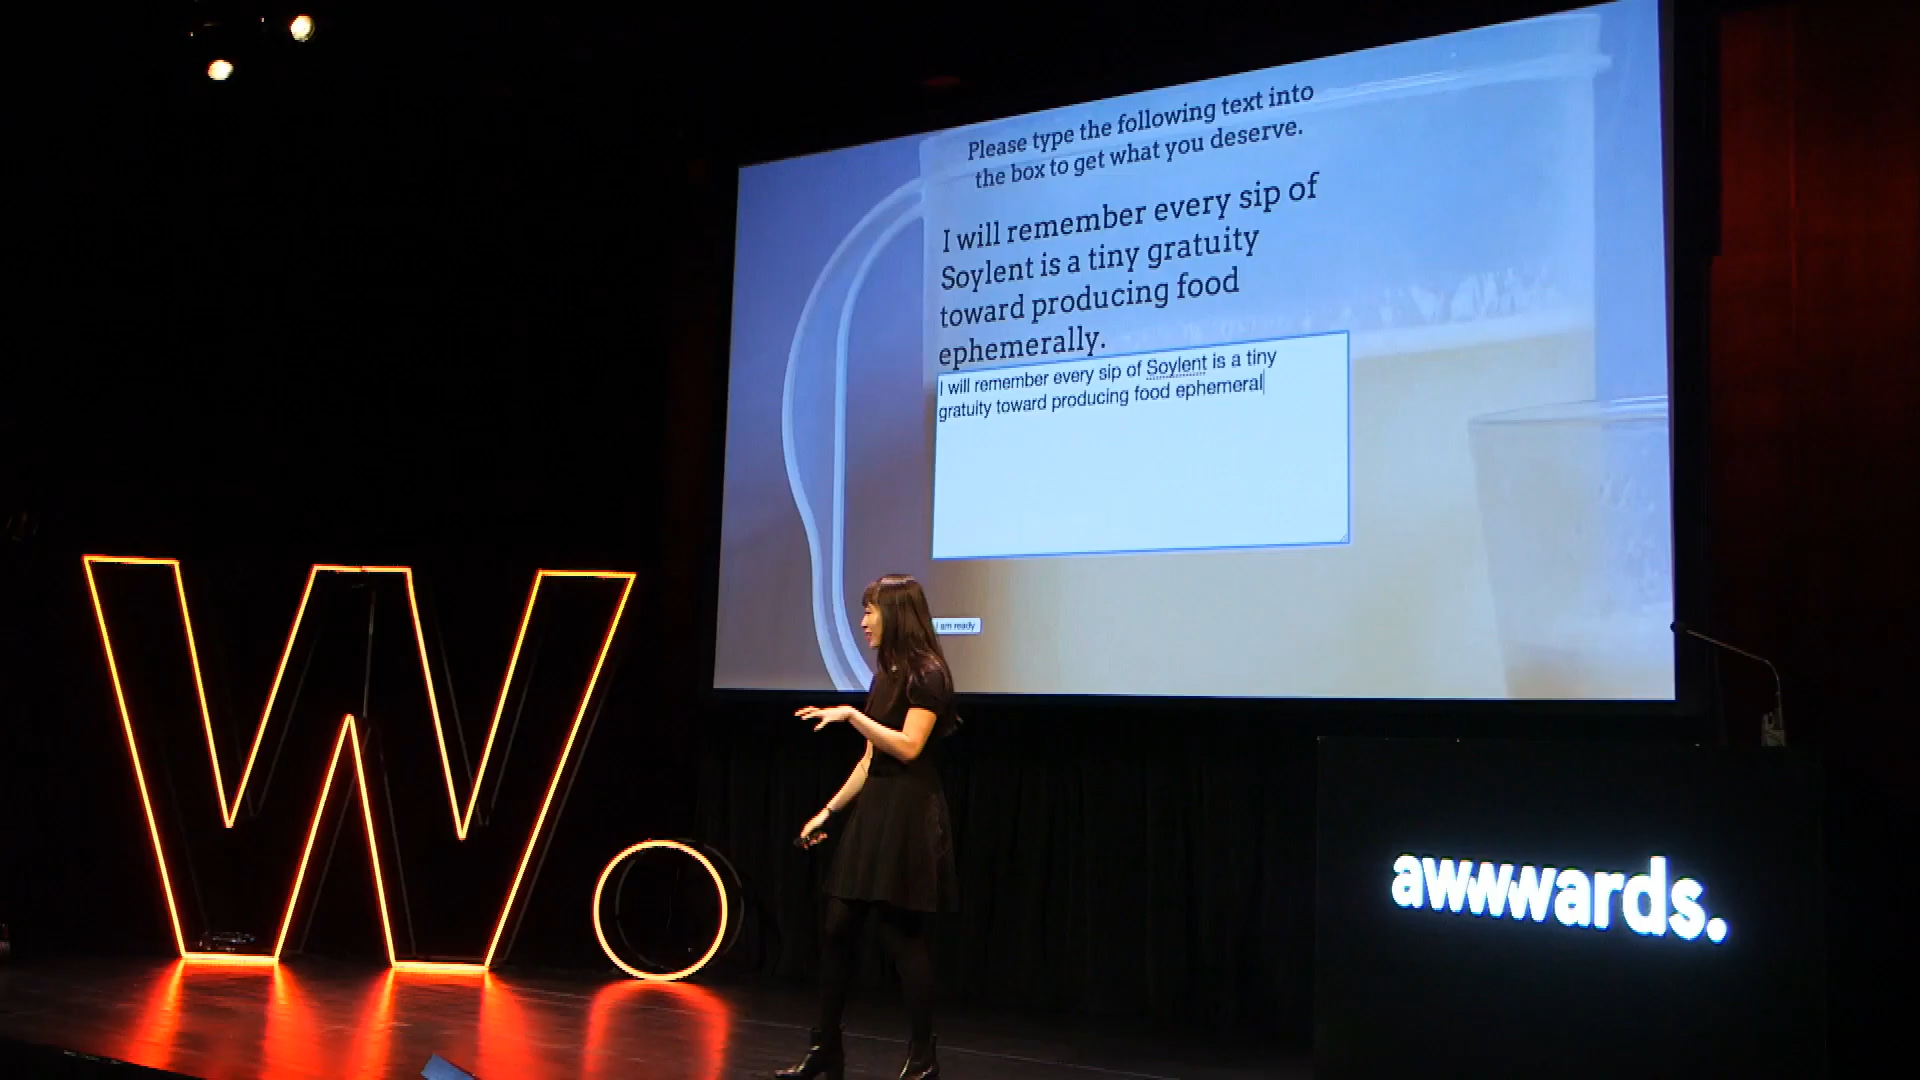 Please type the following text into
the box to get what you deserve.
I will remember every sip of
Soylent is a tiny gratuity
toward producing food
ephemerally.
I will remember every sip of Soylent is a tiny
gratuity toward producing food ephemeral
I am ready
W.
awwwards.